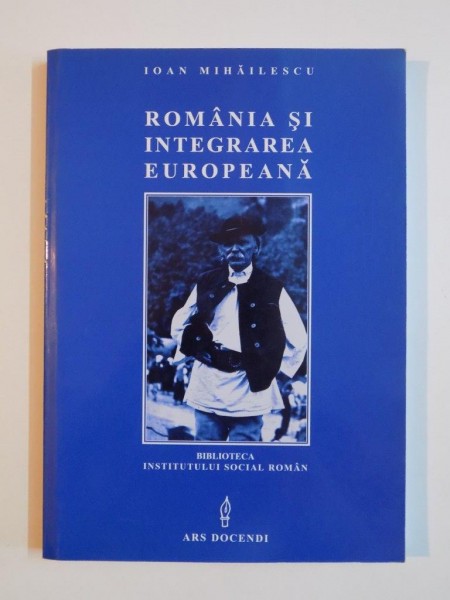 IOAN MIHĂILESCU
ROMÂNIA ŞI
INTEGRAREA
EUROPEANĂ
BIBLIOTECA
INSTITUTULUI SOCIAL ROMÂN
ARS DOCENDI